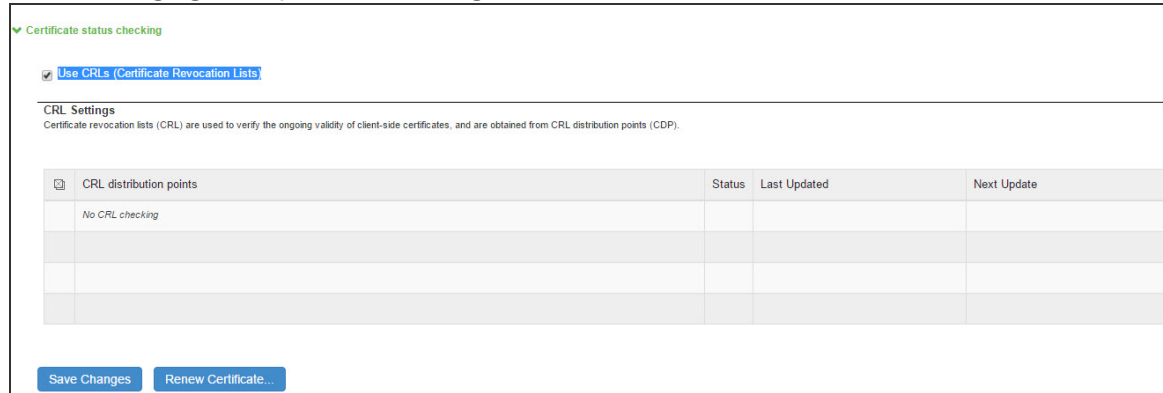 Certificate status checking
Use CRLs (Certificate Revocation Lists)
CRL Settings
Certificate revocation lists (CRL) are used to verify the ongoing validity of client-side certificates, and are obtained from CRL distribution points (CDP).
CRL distribution points Status Last Updated Next Update
No CRL checking
Save Changes Renew Certificate...